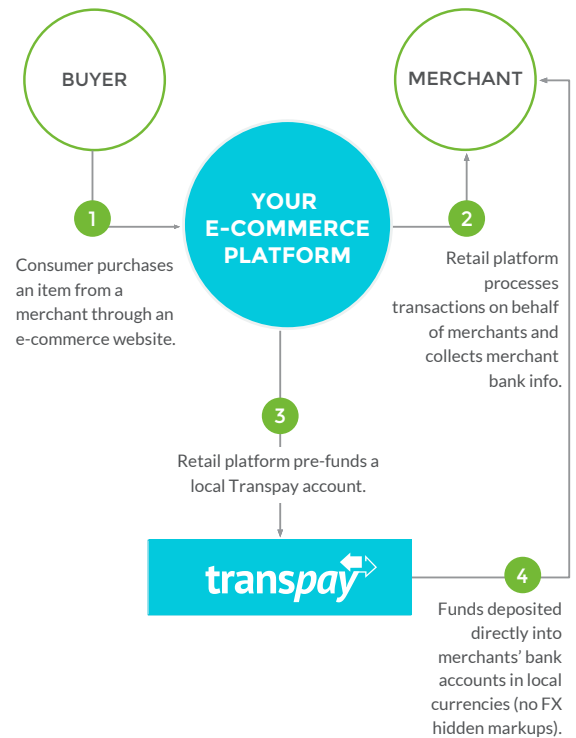 BUYER
MERCHANT
YOUR
E-COMMERCE
PLATFORM
1
Consumer purchases
an item from a
merchant through an
e-commerce website.
2
Retail platform
processes
transactions on behalf
of merchants and
collects merchant
bank info.
3
Retail platform pre-funds a
local Transpay account.
transpay
4
Funds deposited
directly into
merchants’ bank
accounts in local
currencies (no FX
hidden markups).